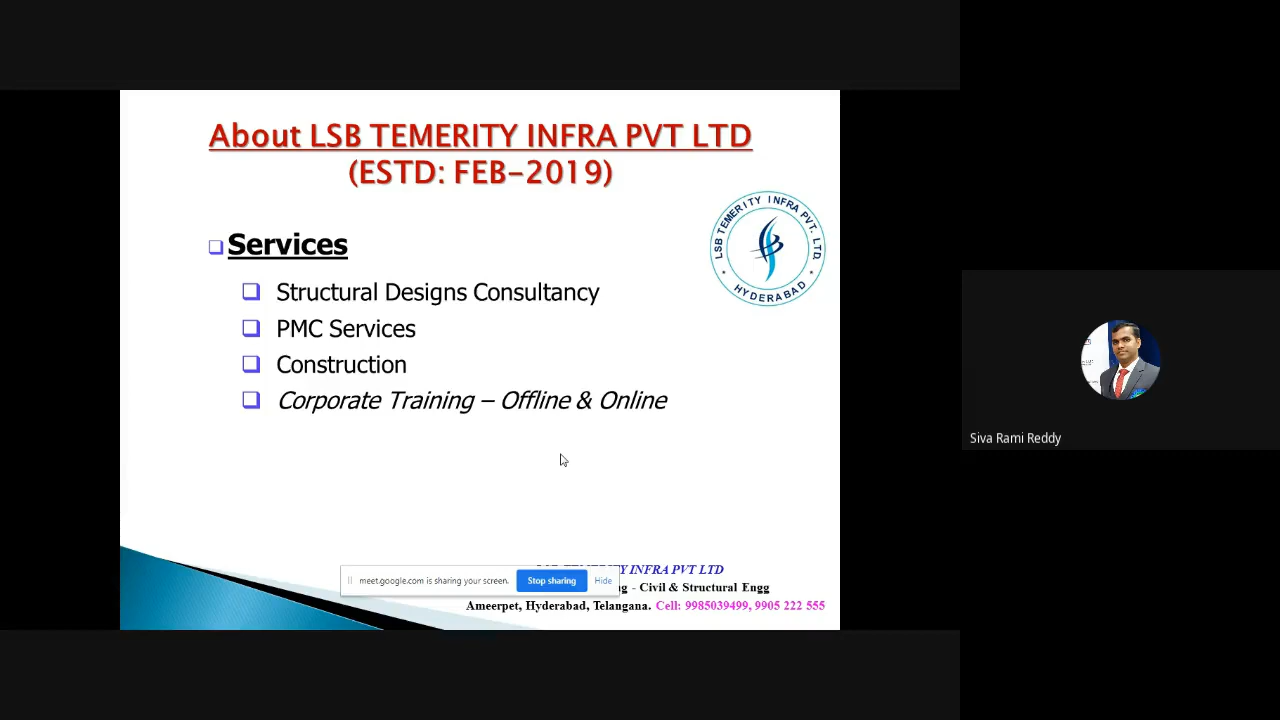 About LSB TEMERITY INFRA PVT LTD
(ESTD: FEB-2019)
LSB TEMERITY INFRA PVT. LTD.
* HYDERABAD *
❑ Services
❑ Structural Designs Consultancy
❑ PMC Services
❑ Construction
❑ Corporate Training – Offline & Online
Siva Rami Reddy
INFRA PVT LTD
meet.google.com is sharing your screen. Stop sharing Hide
- Civil & Structural Engg
Ameerpet, Hyderabad, Telangana. Cell: 9985039499, 9905 222 555